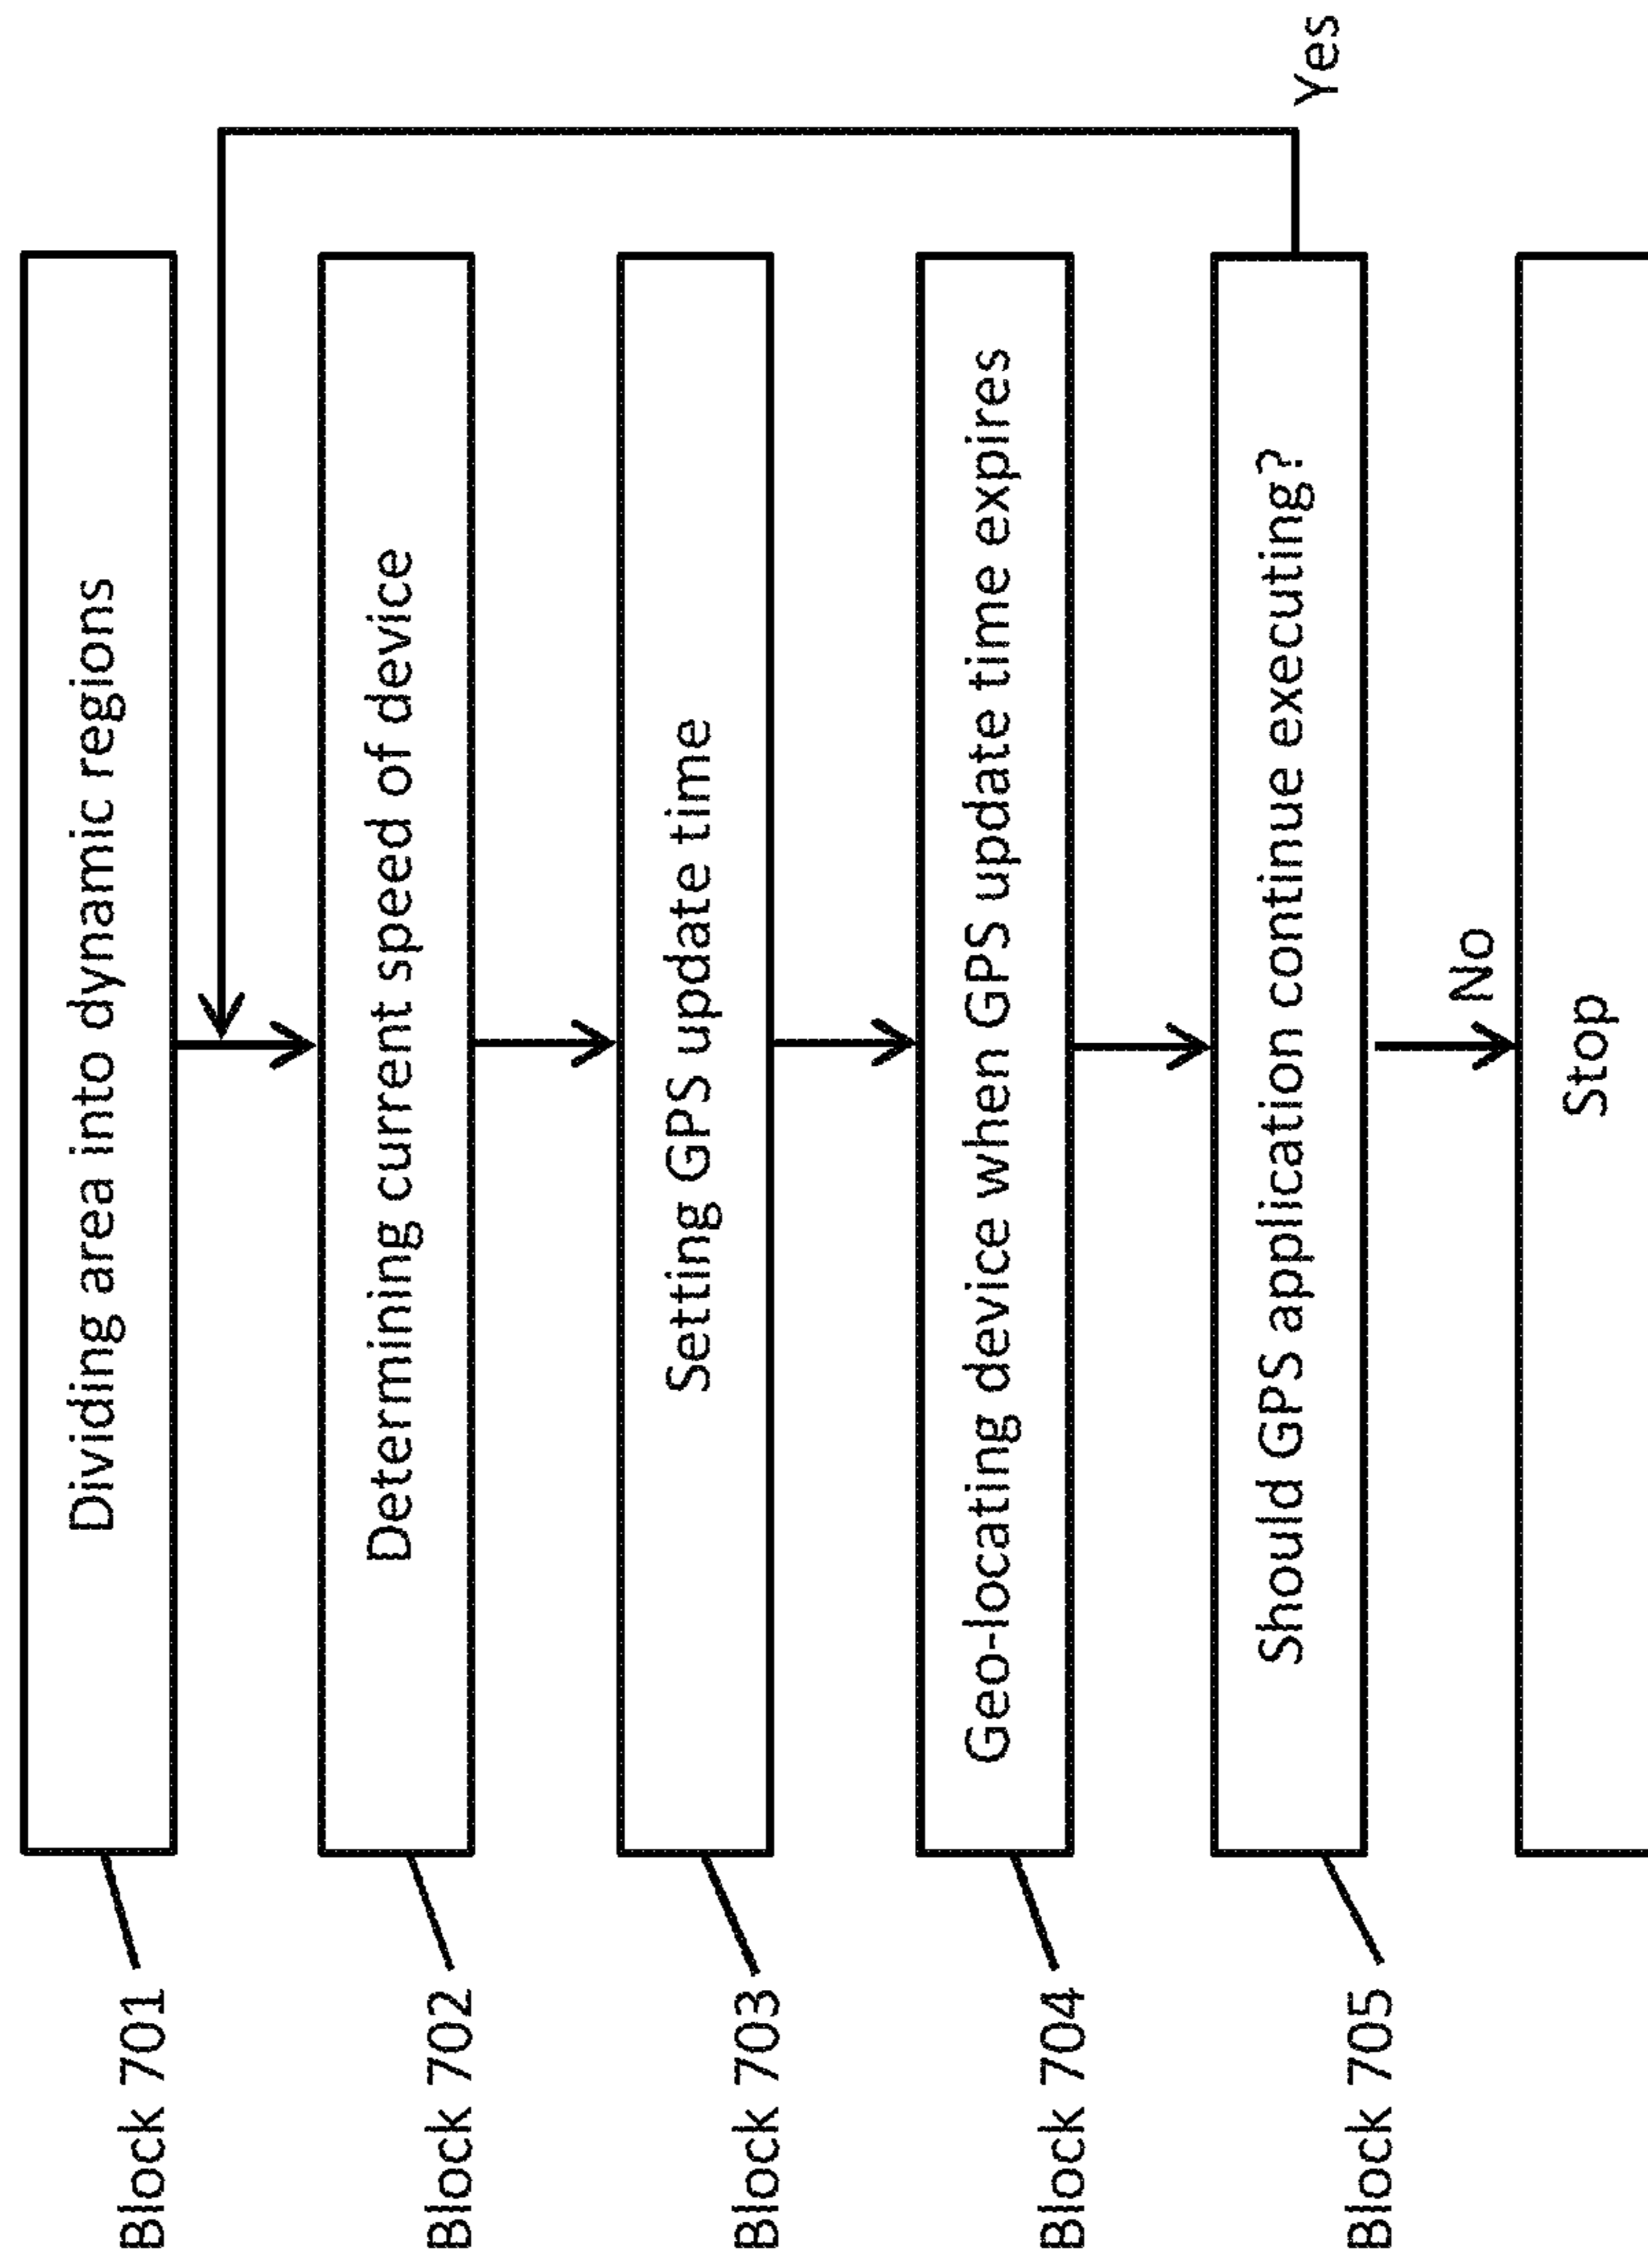 Block 701
Dividing area into dynamic regions
Block 702
Determining current speed of device
Block 703
Setting GPS update time
Block 704
Geo-locating device when GPS update time expires
Block 705
Should GPS application continue executing?
Yes
No
Stop